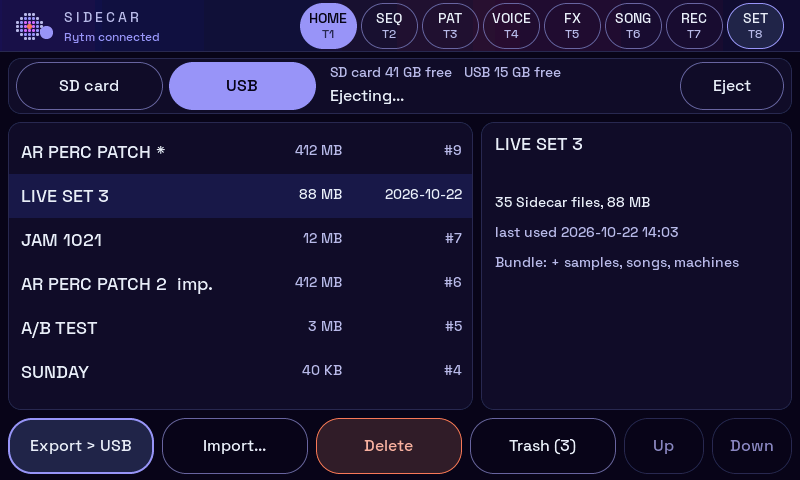 SIDECAR
Rytm connected
HOME
T1
SEQ
T2
PAT
T3
VOICE
T4
FX
T5
SONG
T6
REC
T7
SET
T8
SD card
USB
SD card 41 GB free   USB 15 GB free
Ejecting...
Eject
AR PERC PATCH *   412 MB   #9
LIVE SET 3   88 MB   2026-10-22
JAM 1021   12 MB   #7
AR PERC PATCH 2  imp.   412 MB   #6
A/B TEST   3 MB   #5
SUNDAY   40 KB   #4
LIVE SET 3
35 Sidecar files, 88 MB
last used 2026-10-22 14:03
Bundle: + samples, songs, machines
Export > USB
Import...
Delete
Trash (3)
Up
Down